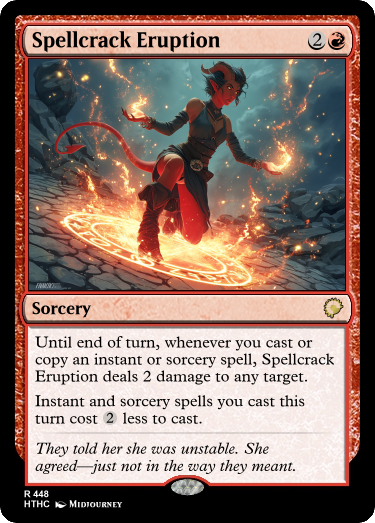 Spellcrack Eruption 2
Sorcery
Until end of turn, whenever you cast or
copy an instant or sorcery spell, Spellcrack
Eruption deals 2 damage to any target.
Instant and sorcery spells you cast this
turn cost 2 less to cast.
They told her she was unstable. She
agreed—just not in the way they meant.
R 448
HTHC Midjourney